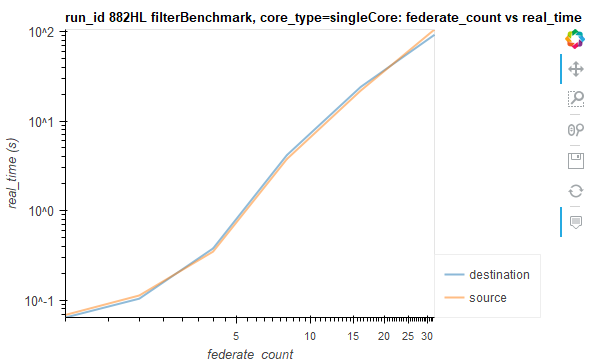 run_id 882HL filterBenchmark, core_type=singleCore: federate_count vs real_time
10^2
10^1
10^0
10^-1
real_time (s)
5 10 15 20 25 30
federate_count
destination
source